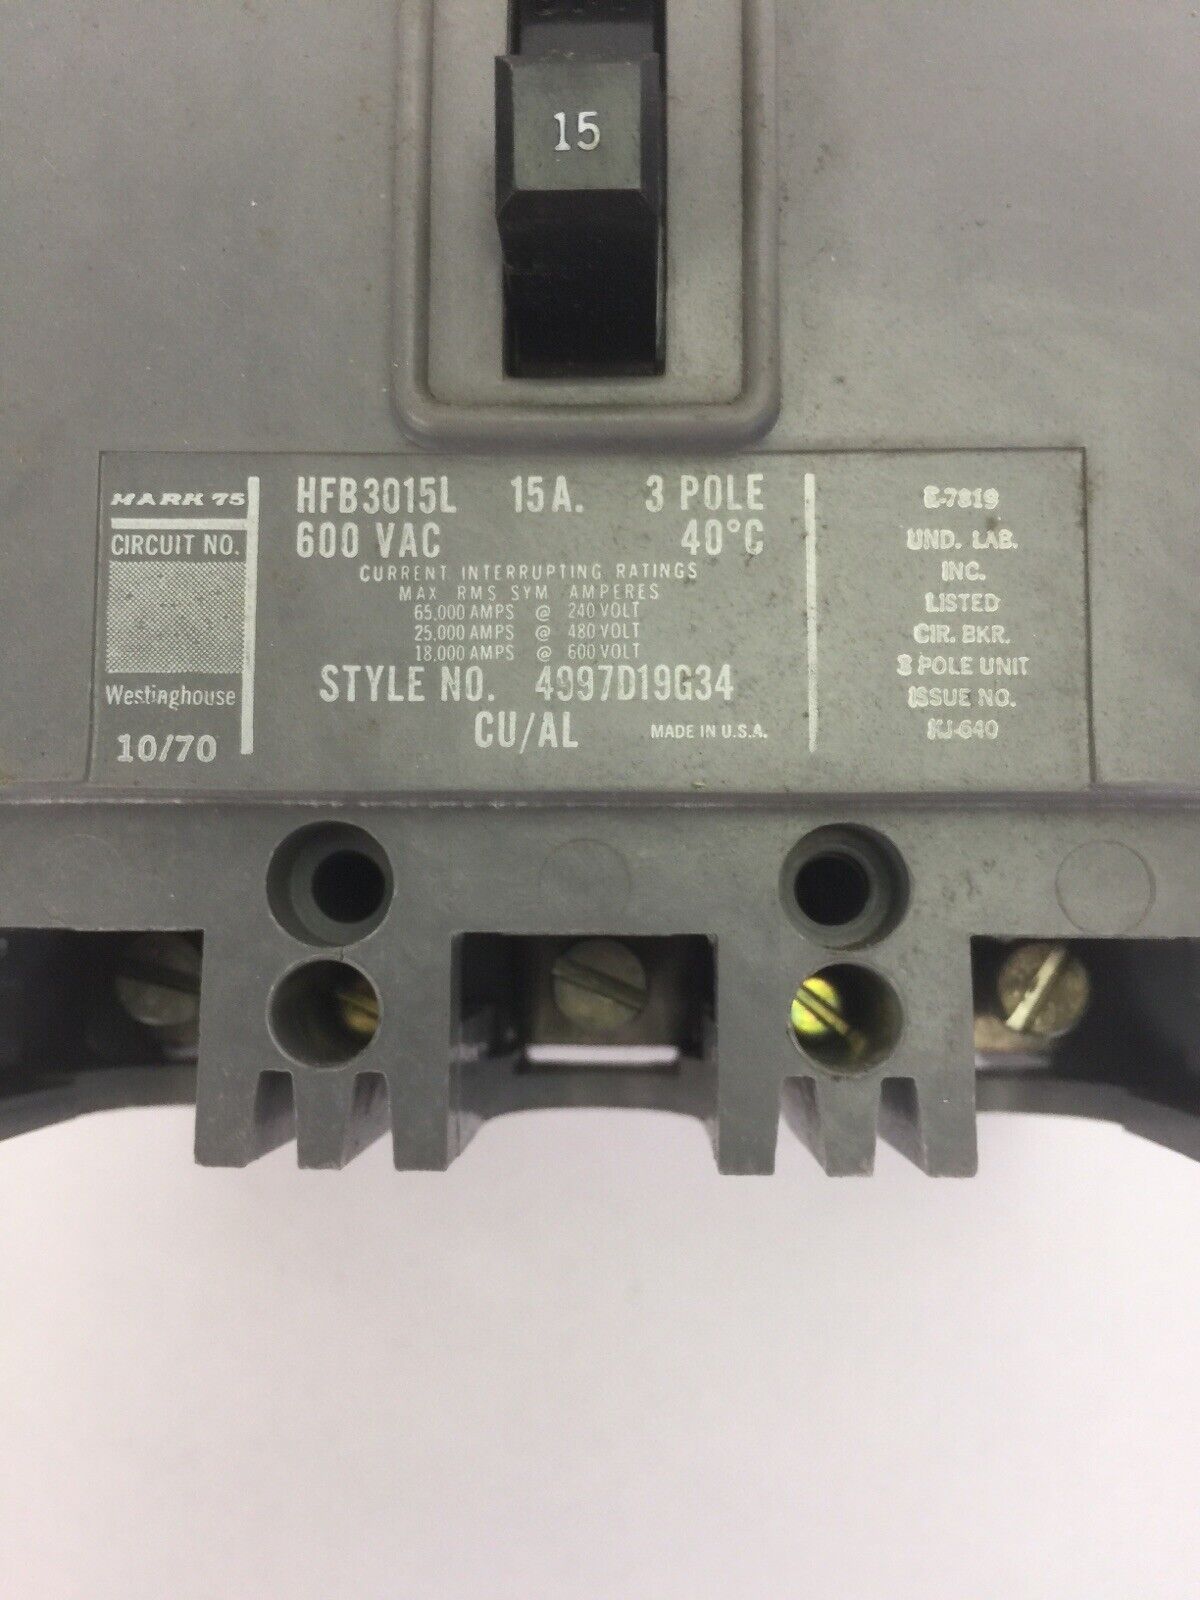 15
MARK 75
CIRCUIT NO.
Westinghouse
10/70
HFB3015L 15A. 3 POLE
600 VAC 40°C
CURRENT INTERRUPTING RATINGS
MAX RMS SYM AMPERES
65,000 AMPS @ 240 VOLT
25,000 AMPS @ 480 VOLT
18,000 AMPS @ 600 VOLT
STYLE NO. 4997D19G34
CU/AL MADE IN U.S.A.
E-7819
UND. LAB.
INC.
LISTED
CIR. BKR.
3 POLE UNIT
ISSUE NO.
KJ-640